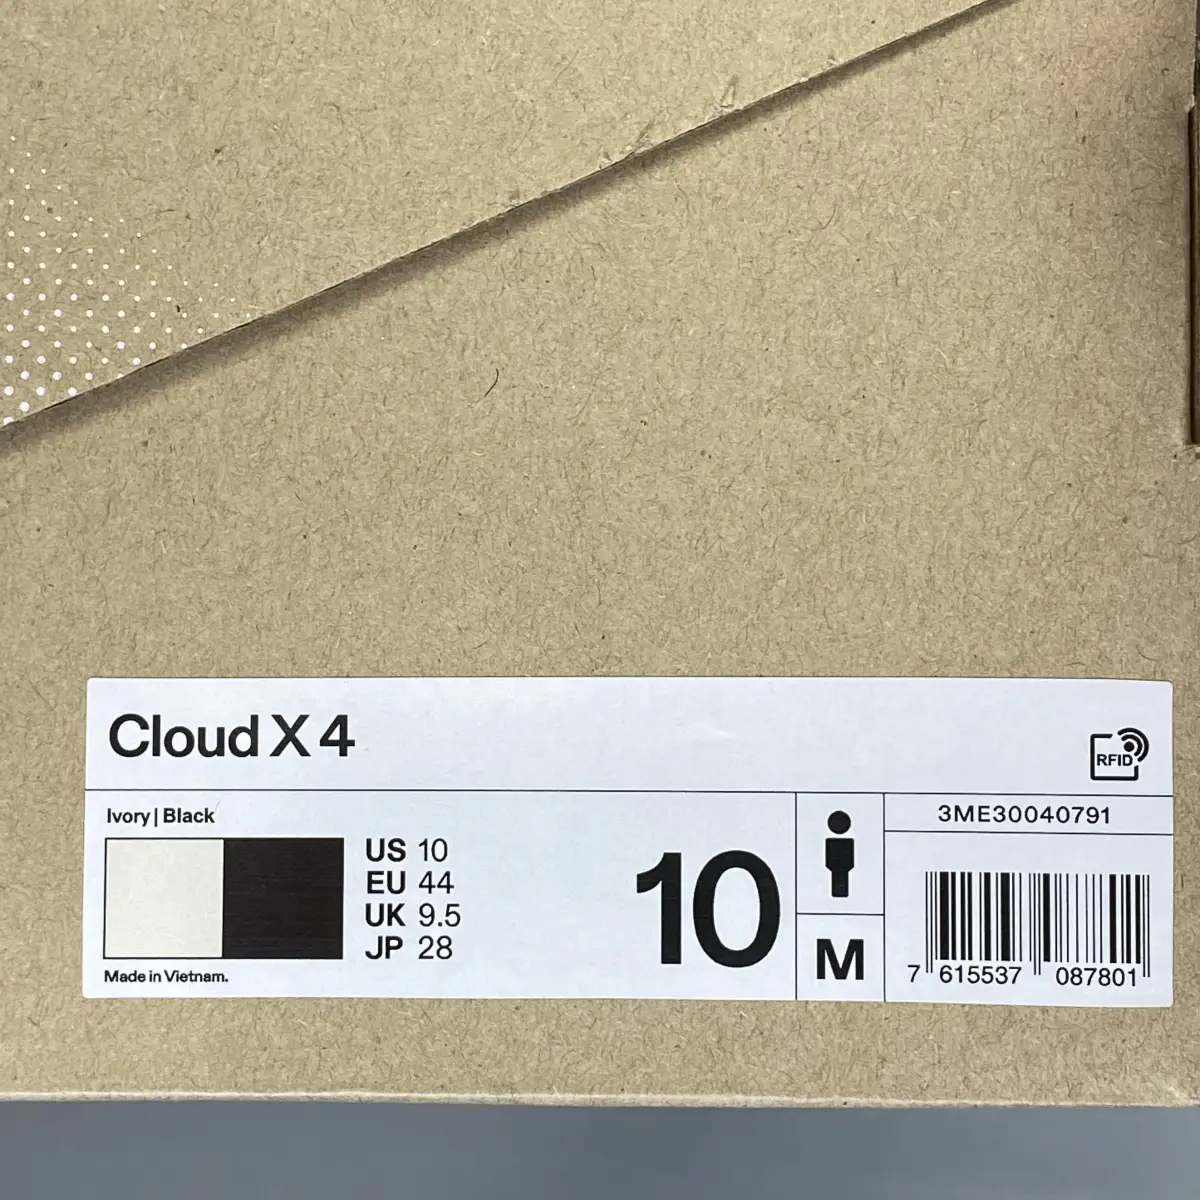 Cloud X 4
RFID
Ivory | Black
US 10
EU 44
UK 9.5
JP 28
Made in Vietnam.
10
M
3ME30040791
7 615537 087801